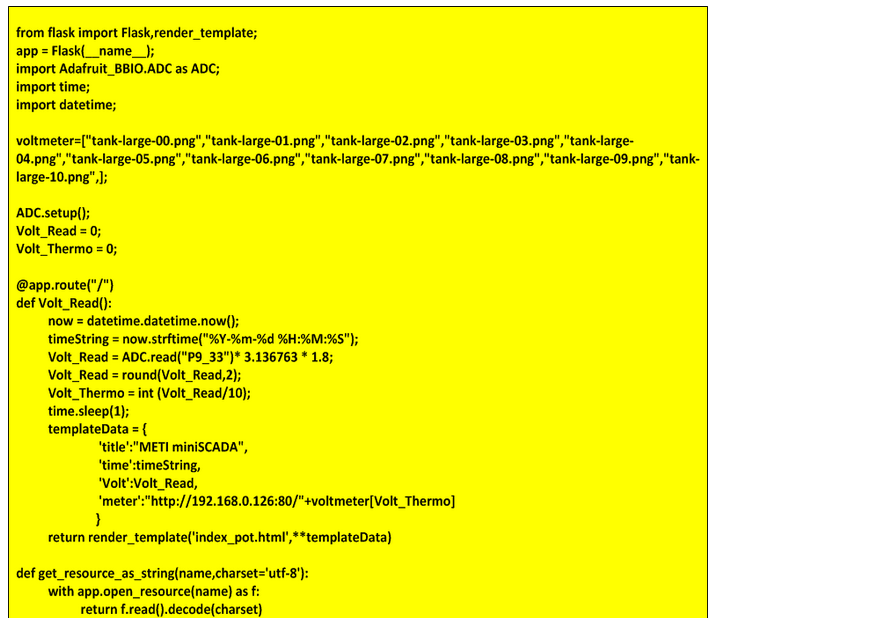 from flask import Flask,render_template;
app = Flask(__name__);
import Adafruit_BBIO.ADC as ADC;
import time;
import datetime;
voltmeter=["tank-large-00.png","tank-large-01.png","tank-large-02.png","tank-large-03.png","tank-large-
04.png","tank-large-05.png","tank-large-06.png","tank-large-07.png","tank-large-08.png","tank-large-09.png","tank-
large-10.png",];
ADC.setup();
Volt_Read = 0;
Volt_Thermo = 0;
@app.route("/")
def Volt_Read():
now = datetime.datetime.now();
timeString = now.strftime("%Y-%m-%d %H:%M:%S");
Volt_Read = ADC.read("P9_33")* 3.136763 * 1.8;
Volt_Read = round(Volt_Read,2);
Volt_Thermo = int (Volt_Read/10);
time.sleep(1);
templateData = {
'title':"METI miniSCADA",
'time':timeString,
'Volt':Volt_Read,
'meter':"http://192.168.0.126:80/"+voltmeter[Volt_Thermo]
}
return render_template('index_pot.html',**templateData)
def get_resource_as_string(name,charset='utf-8'):
with app.open_resource(name) as f:
return f.read().decode(charset)